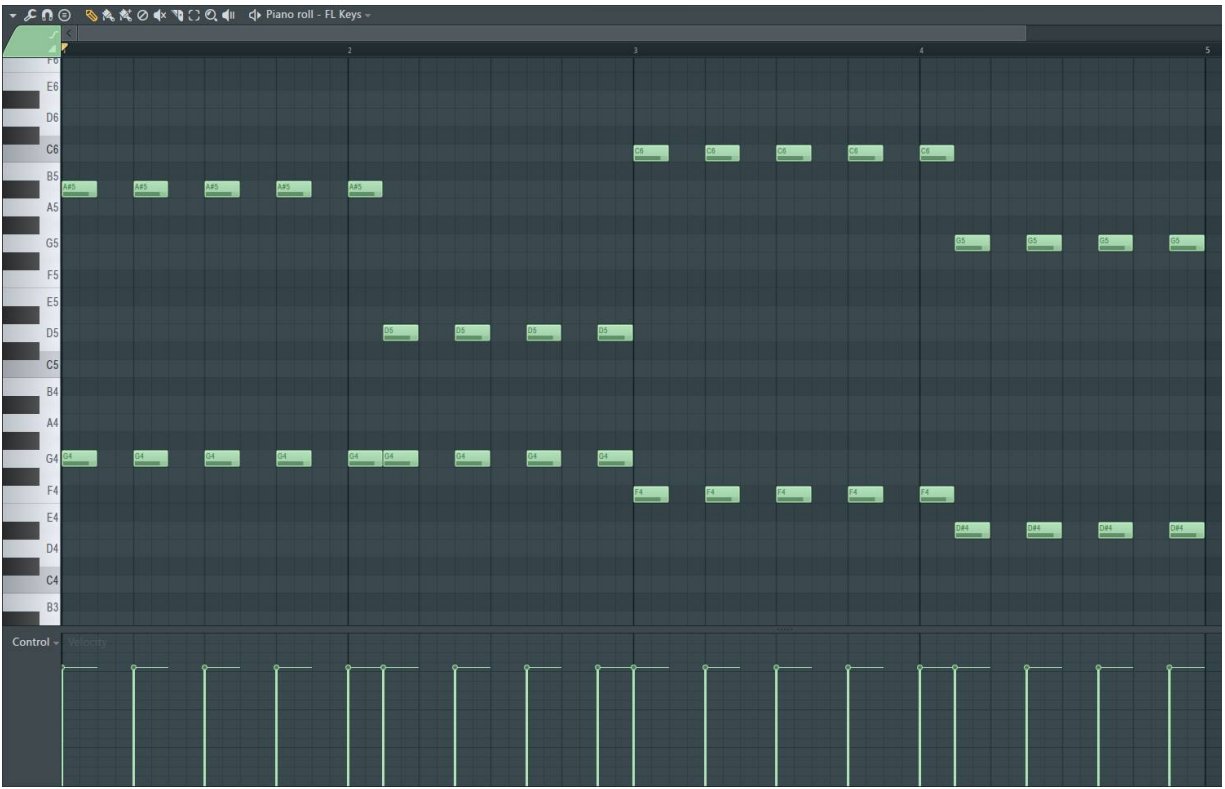 Piano roll - FL Keys
1 2 3 4 5
F6
E6
D6
C6 C6 C6 C6 C6 C6
B5
A#5 A#5 A#5 A#5 A#5
A5
G5 G5 G5 G5 G5
F5
E5
D5 D5 D5 D5 D5
C5
B4
A4
G4 G4 G4 G4 G4 G4 G4 G4 G4 G4
F4 F4 F4 F4 F4 F4
E4
D#4 D#4 D#4 D#4
D4
C4
B3
Control Velocity